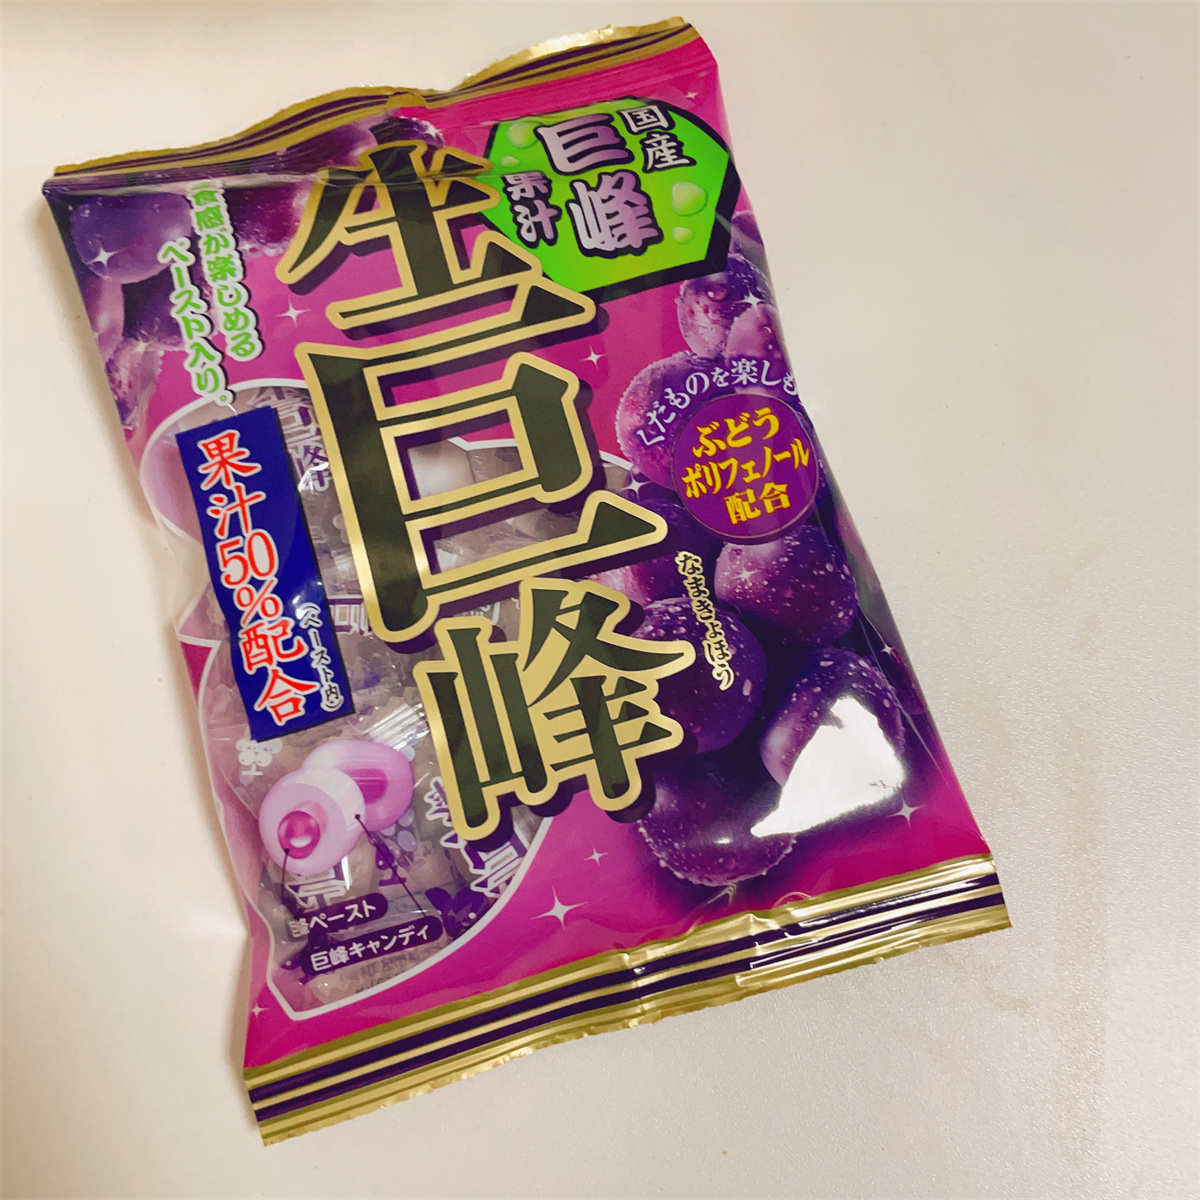 国産
巨峰
果汁
生巨峰
なまきょほう
食感が楽しめる
ペースト入り。
果汁50%配合
(ペースト内)
くだものを楽しめ
ぶどう
ポリフェノール
配合
峰ペースト
巨峰キャンディ